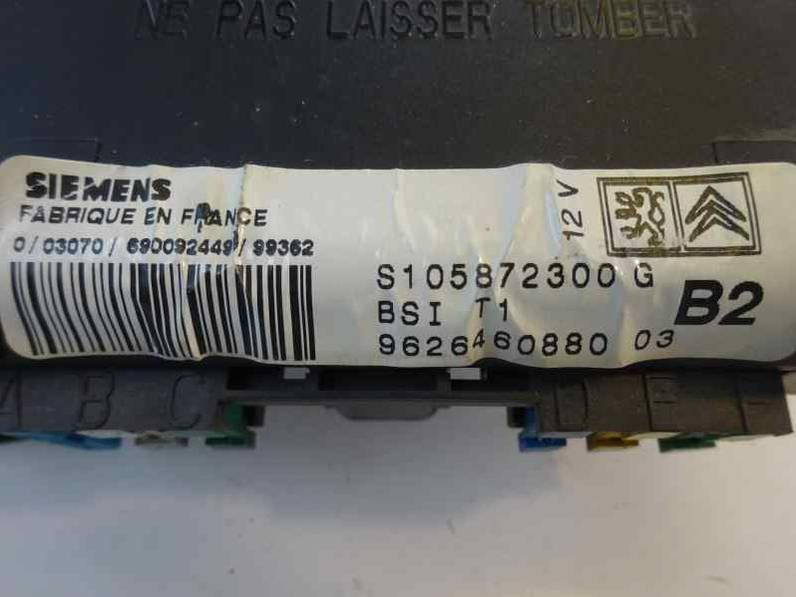 NE PAS LAISSER TOMBER
SIEMENS
FABRIQUE EN FRANCE
0/03070/690092449/99362
12 V
S105872300 G
BSI T1
B2
9626460880 03
A B C D E F